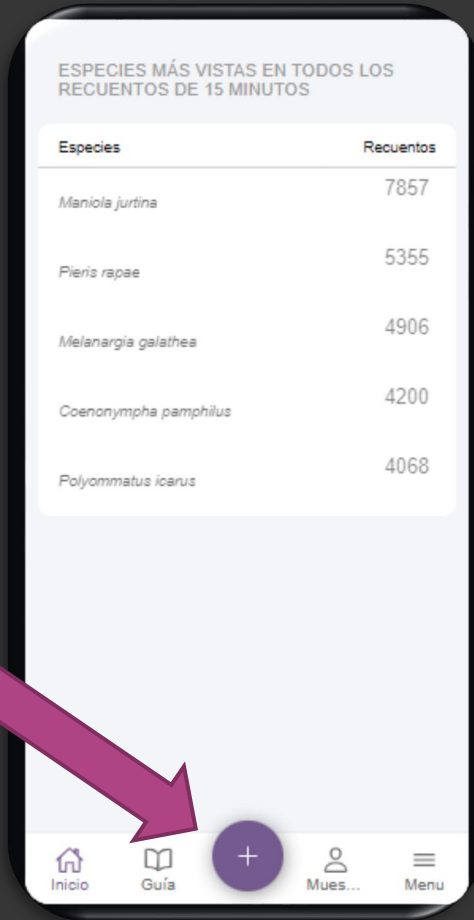 ESPECIES MÁS VISTAS EN TODOS LOS
RECUENTOS DE 15 MINUTOS
Especies Recuentos
Maniola jurtina 7857
Pieris rapae 5355
Melanargia galathea 4906
Coenonympha pamphilus 4200
Polyommatus icarus 4068
+
Inicio Guía Mues... Menu